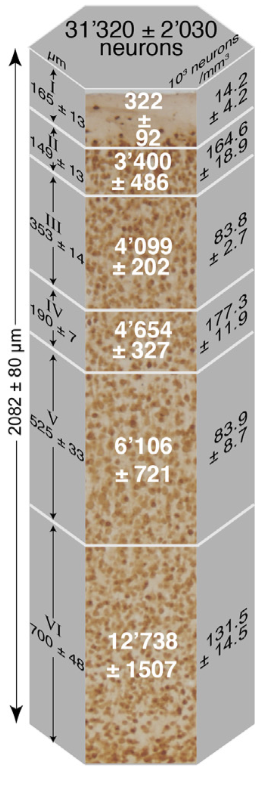 31'320 ± 2'030
neurons
µm
10³ neurons
/mm³
I
165 ± 13
322
±
92
14.2
± 4.2
II
149 ± 13
3'400
± 486
164.6
± 18.9
III
353 ± 14
4'099
± 202
83.8
± 2.7
IV
190 ± 7
4'654
± 327
177.3
± 11.9
V
525 ± 33
6'106
± 721
83.9
± 8.7
VI
700 ± 48
12'738
± 1507
131.5
± 14.5
2082 ± 80 µm